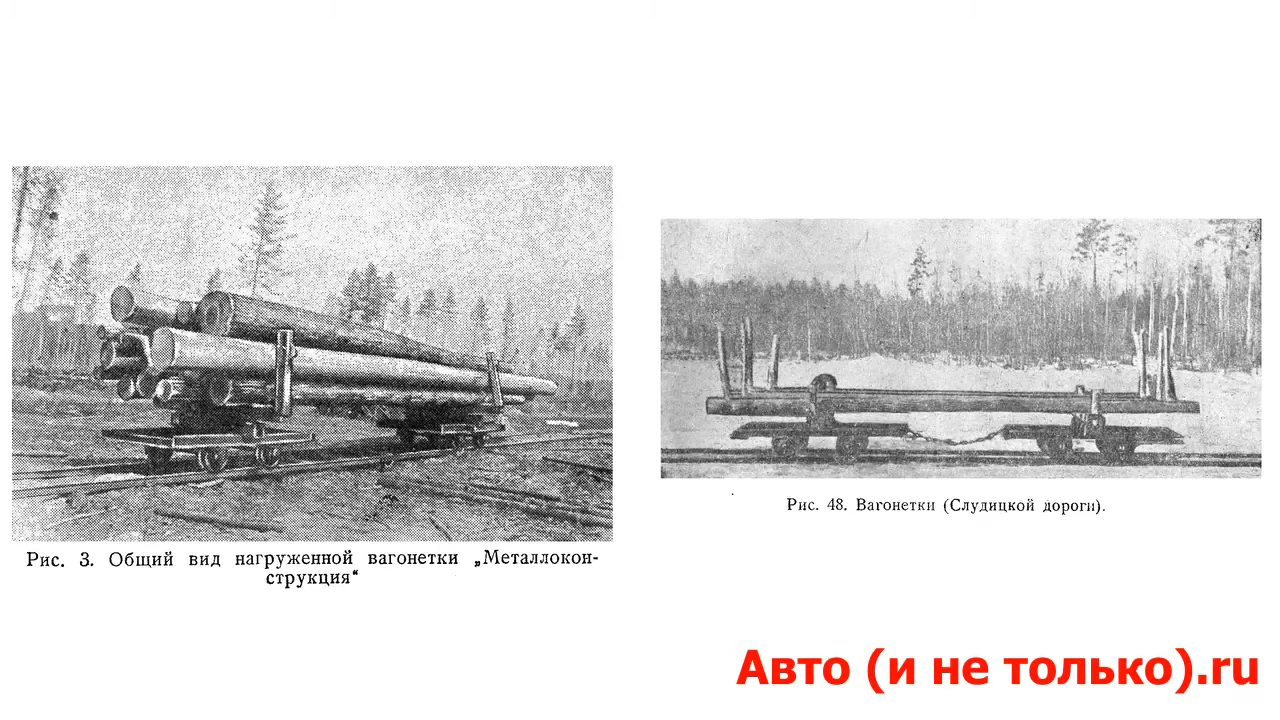 Рис. 3. Общий вид нагруженной вагонетки „Металлокон-
струкция“
Рис. 48. Вагонетки (Слудицкой дороги).
Авто (и не только).ru